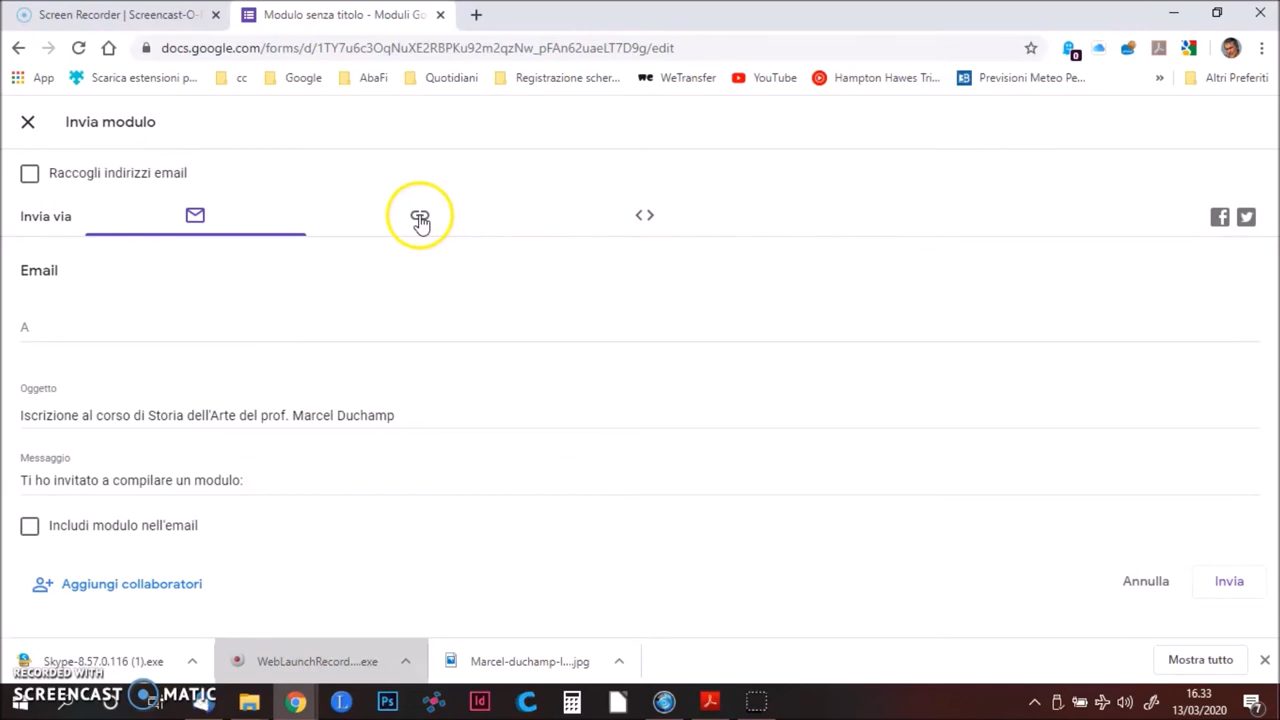 Screen Recorder | Screencast-O-
Modulo senza titolo - Moduli Go
docs.google.com/forms/d/1TY7u6c3OqNuXE2RBPKu92m2qzNw_pFAn62uaeLT7D9g/edit
App
Scarica estensioni p...
cc
Google
AbaFi
Quotidiani
Registrazione scher...
we WeTransfer
YouTube
Hampton Hawes Tri...
Previsioni Meteo Pe...
»
Altri Preferiti
Invia modulo
Raccogli indirizzi email
Invia via
Email
A
Oggetto
Iscrizione al corso di Storia dell'Arte del prof. Marcel Duchamp
Messaggio
Ti ho invitato a compilare un modulo:
Includi modulo nell'email
Aggiungi collaboratori
Annulla
Invia
Skype-8.57.0.116 (1).exe
WebLaunchRecord....exe
Marcel-duchamp-l....jpg
Mostra tutto
RECORDED WITH
SCREENCAST MATIC
16.33
13/03/2020